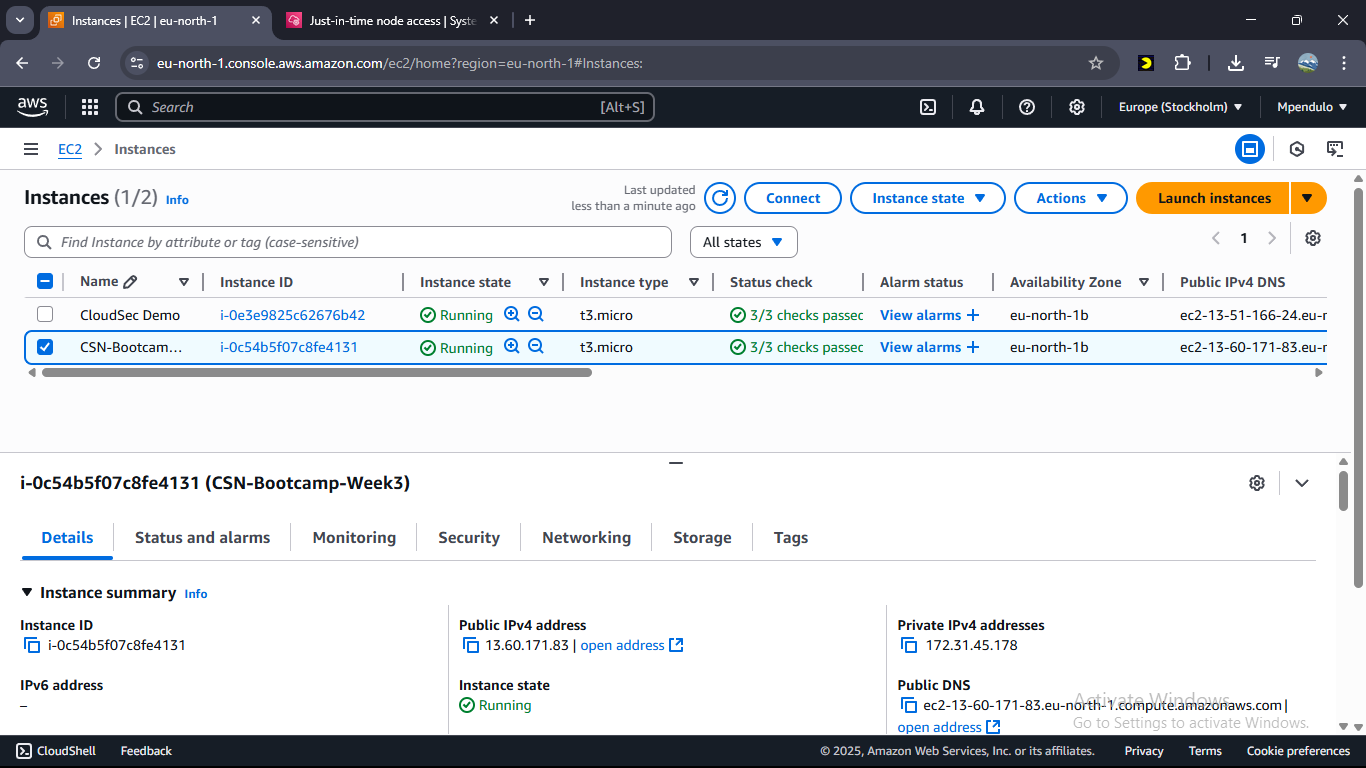 Instances | EC2 | eu-north-1
Just-in-time node access | Syste
eu-north-1.console.aws.amazon.com/ec2/home?region=eu-north-1#Instances:
aws
Search
[Alt+S]
Europe (Stockholm)
Mpendulo
EC2
Instances
Instances (1/2) Info
Last updated
less than a minute ago
Connect
Instance state
Actions
Launch instances
Find Instance by attribute or tag (case-sensitive)
All states
1
Name Instance ID Instance state Instance type Status check Alarm status Availability Zone Public IPv4 DNS
CloudSec Demo i-0e3e9825c62676b42 Running t3.micro 3/3 checks passec View alarms + eu-north-1b ec2-13-51-166-24.eu-r
CSN-Bootcam... i-0c54b5f07c8fe4131 Running t3.micro 3/3 checks passec View alarms + eu-north-1b ec2-13-60-171-83.eu-r
i-0c54b5f07c8fe4131 (CSN-Bootcamp-Week3)
Details
Status and alarms
Monitoring
Security
Networking
Storage
Tags
Instance summary Info
Instance ID
i-0c54b5f07c8fe4131
Public IPv4 address
13.60.171.83 | open address
Private IPv4 addresses
172.31.45.178
IPv6 address
–
Instance state
Running
Public DNS
ec2-13-60-171-83.eu-north-1.compute.amazonaws.com |
open address
Activate Windows
Go to Settings to activate Windows.
CloudShell
Feedback
© 2025, Amazon Web Services, Inc. or its affiliates.
Privacy
Terms
Cookie preferences